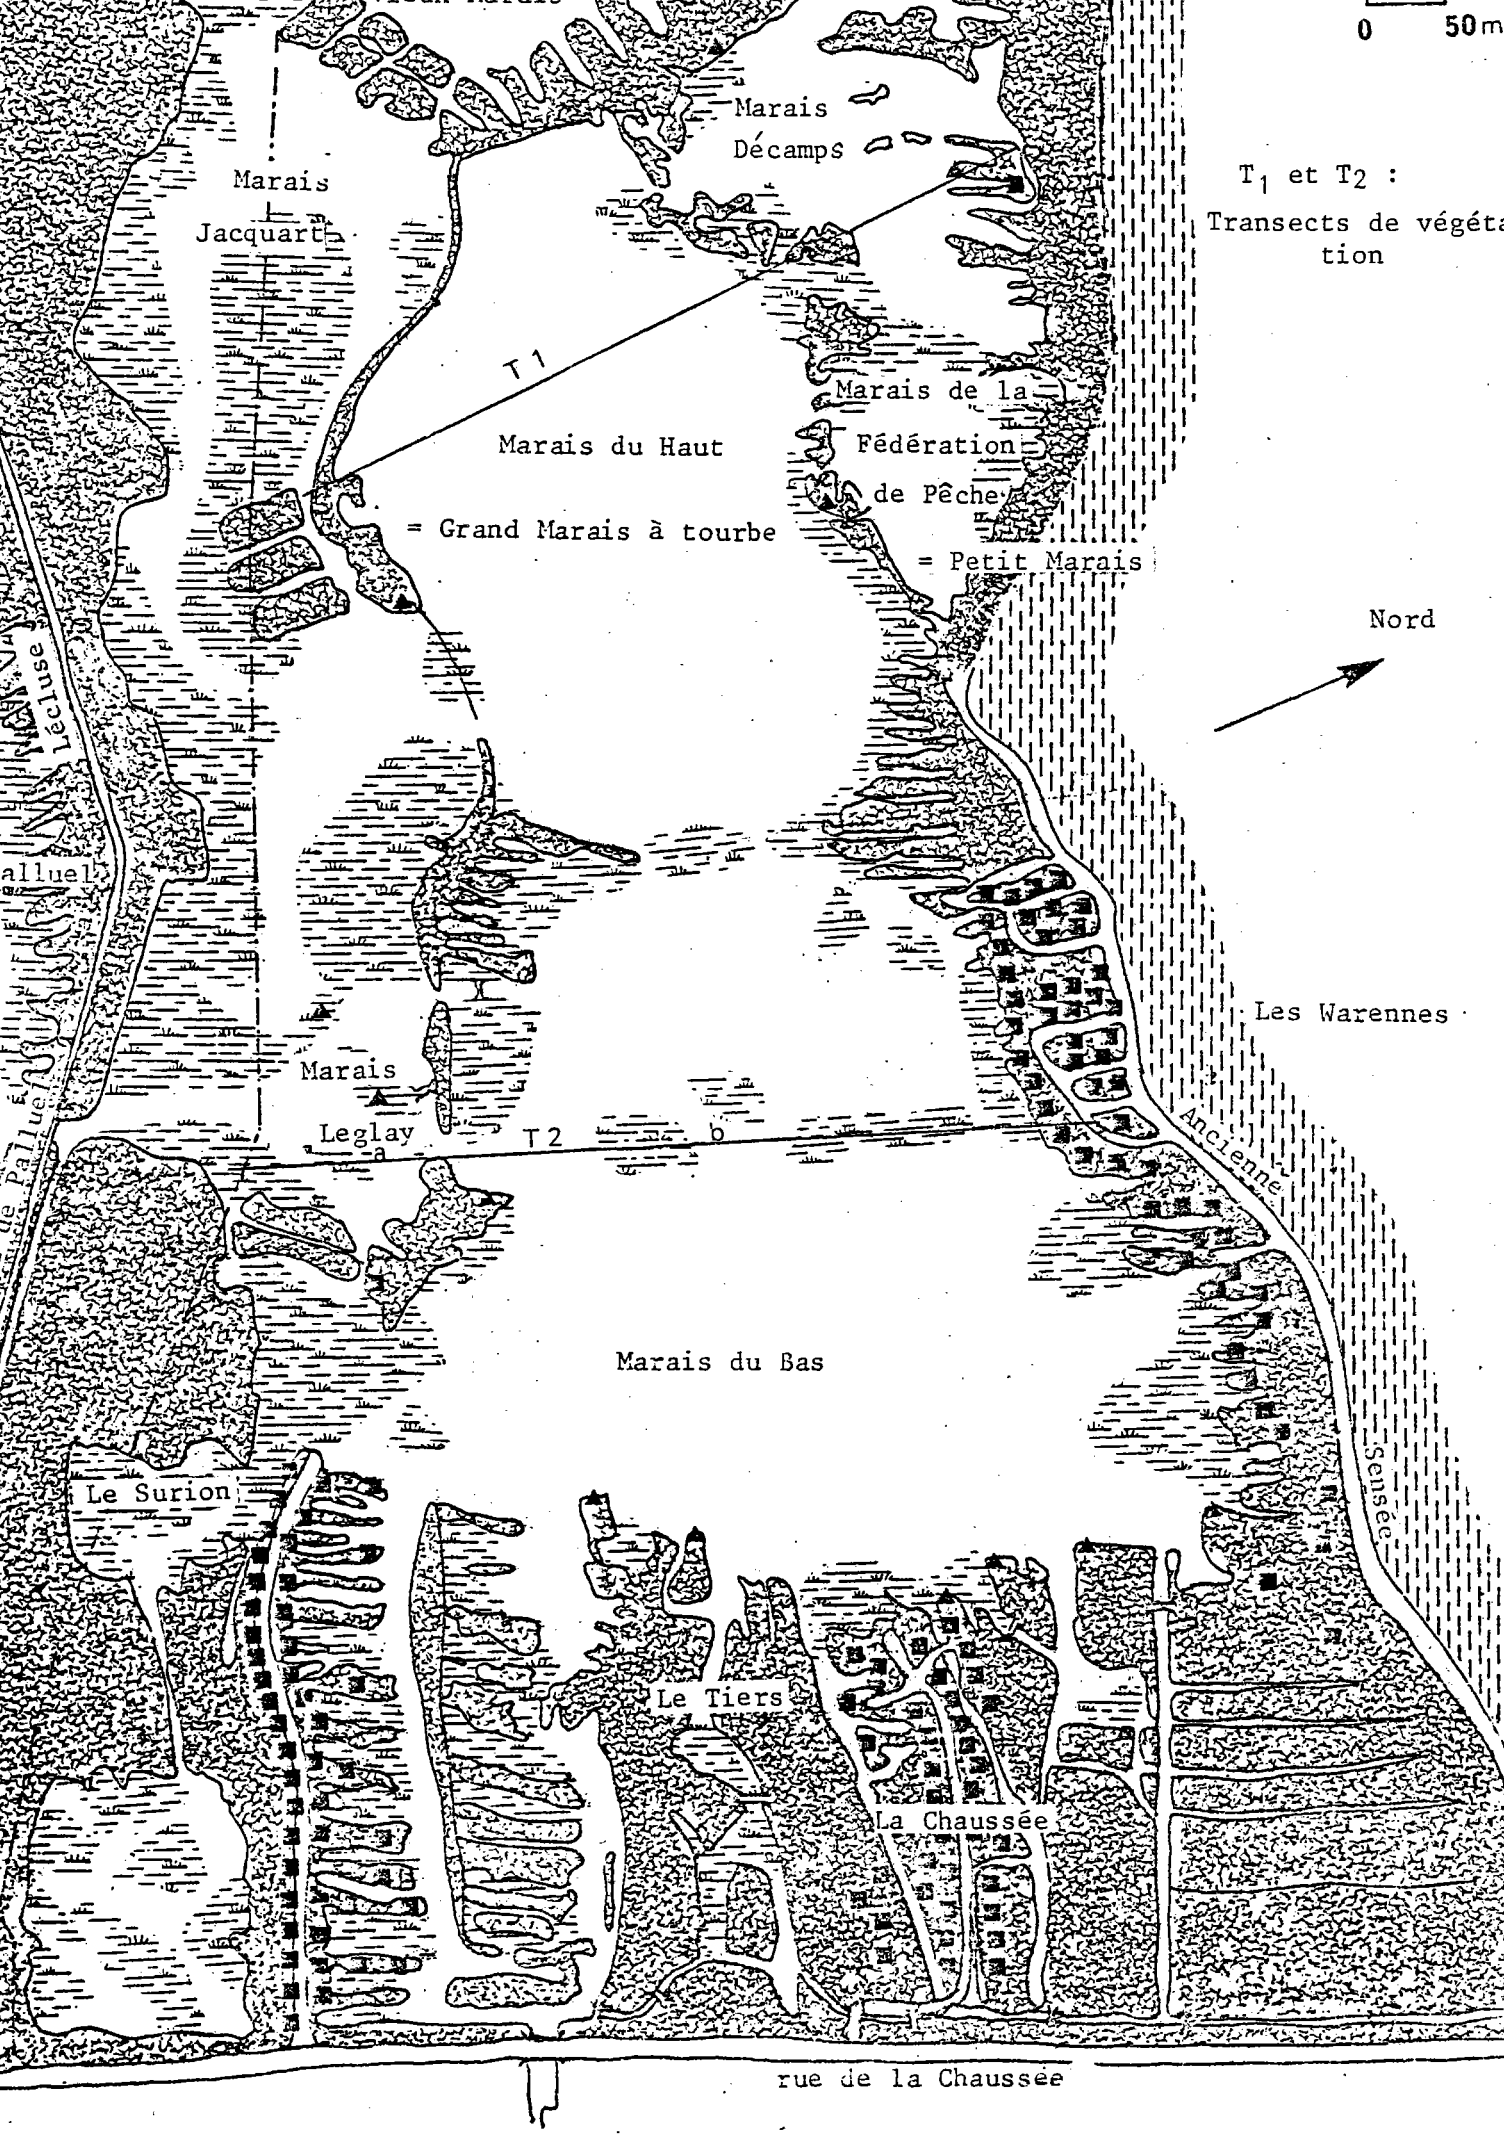 0 50m
Marais
Décamps
T1 et T2 :
Transects de végéta
tion
Marais
Jacquart
T 1
Marais de la
Fédération
de Pêche
= Petit Marais
Marais du Haut
= Grand Marais à tourbe
Nord
Lécluse
alluel
Les Warennes
Marais
Leglay
a
T2
b
de Palluel
Ancienne
Sensée
Marais du Bas
Le Surion
Le Tiers
La Chaussée
rue de la Chaussée